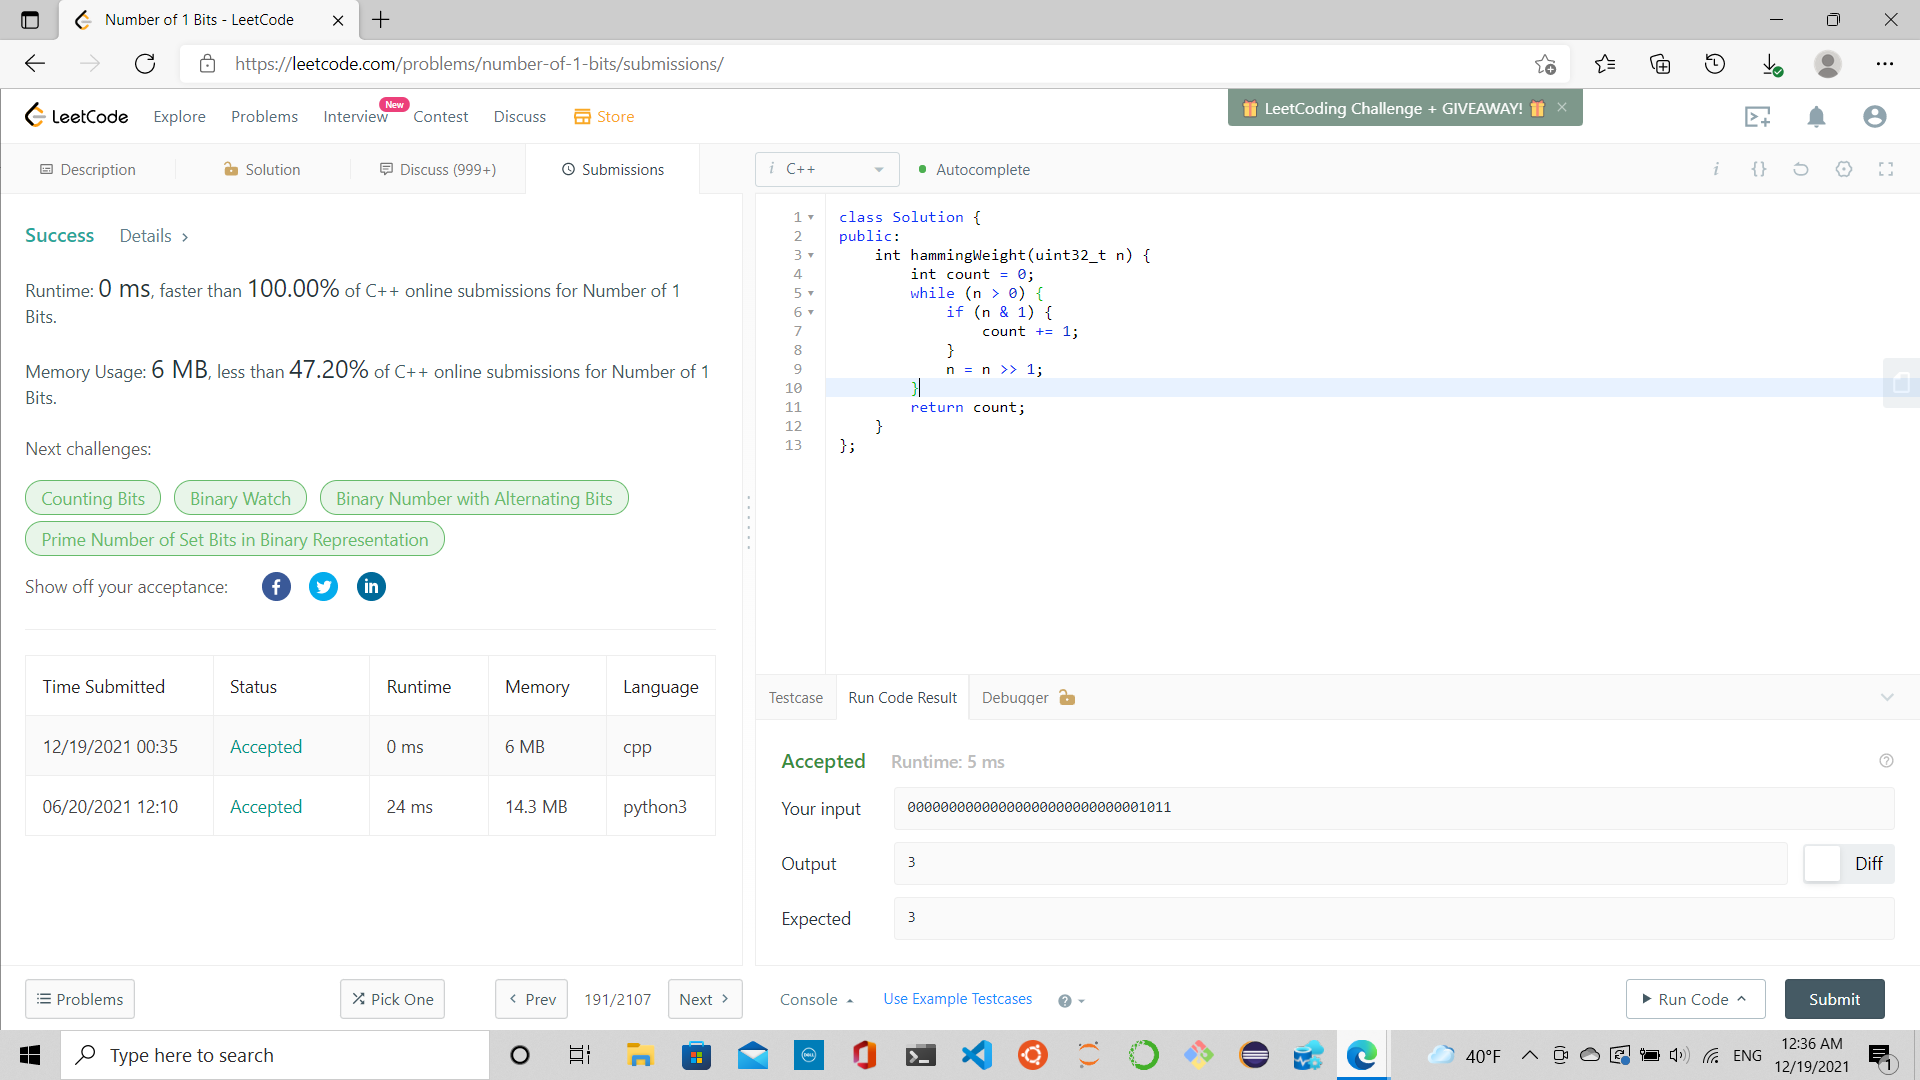 Number of 1 Bits - LeetCode
https://leetcode.com/problems/number-of-1-bits/submissions/
LeetCode Explore Problems Interview New Contest Discuss Store
LeetCoding Challenge + GIVEAWAY!
Description Solution Discuss (999+) Submissions
i C++ Autocomplete
Success Details
Runtime: 0 ms, faster than 100.00% of C++ online submissions for Number of 1
Bits.
Memory Usage: 6 MB, less than 47.20% of C++ online submissions for Number of 1
Bits.
Next challenges:
Counting Bits Binary Watch Binary Number with Alternating Bits
Prime Number of Set Bits in Binary Representation
Show off your acceptance:
Time Submitted Status Runtime Memory Language
12/19/2021 00:35 Accepted 0 ms 6 MB cpp
06/20/2021 12:10 Accepted 24 ms 14.3 MB python3
1 class Solution {
2 public:
3 int hammingWeight(uint32_t n) {
4 int count = 0;
5 while (n > 0) {
6 if (n & 1) {
7 count += 1;
8 }
9 n = n >> 1;
10 }
11 return count;
12 }
13 };
Testcase Run Code Result Debugger
Accepted Runtime: 5 ms
Your input 00000000000000000000000000001011
Output 3 Diff
Expected 3
Problems Pick One Prev 191/2107 Next
Console Use Example Testcases Run Code Submit
Type here to search
40°F ENG 12:36 AM
12/19/2021 1